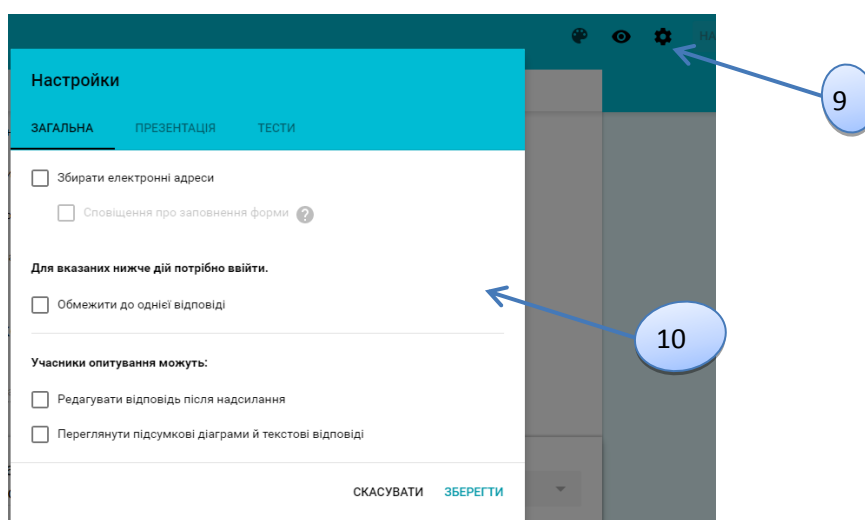 НА
9
Настройки
ЗАГАЛЬНА ПРЕЗЕНТАЦІЯ ТЕСТИ
Збирати електронні адреси
Сповіщення про заповнення форми ?
Для вказаних нижче дій потрібно ввійти.
Обмежити до однієї відповіді
10
Учасники опитування можуть:
Редагувати відповідь після надсилання
Переглянути підсумкові діаграми й текстові відповіді
СКАСУВАТИ ЗБЕРЕГТИ